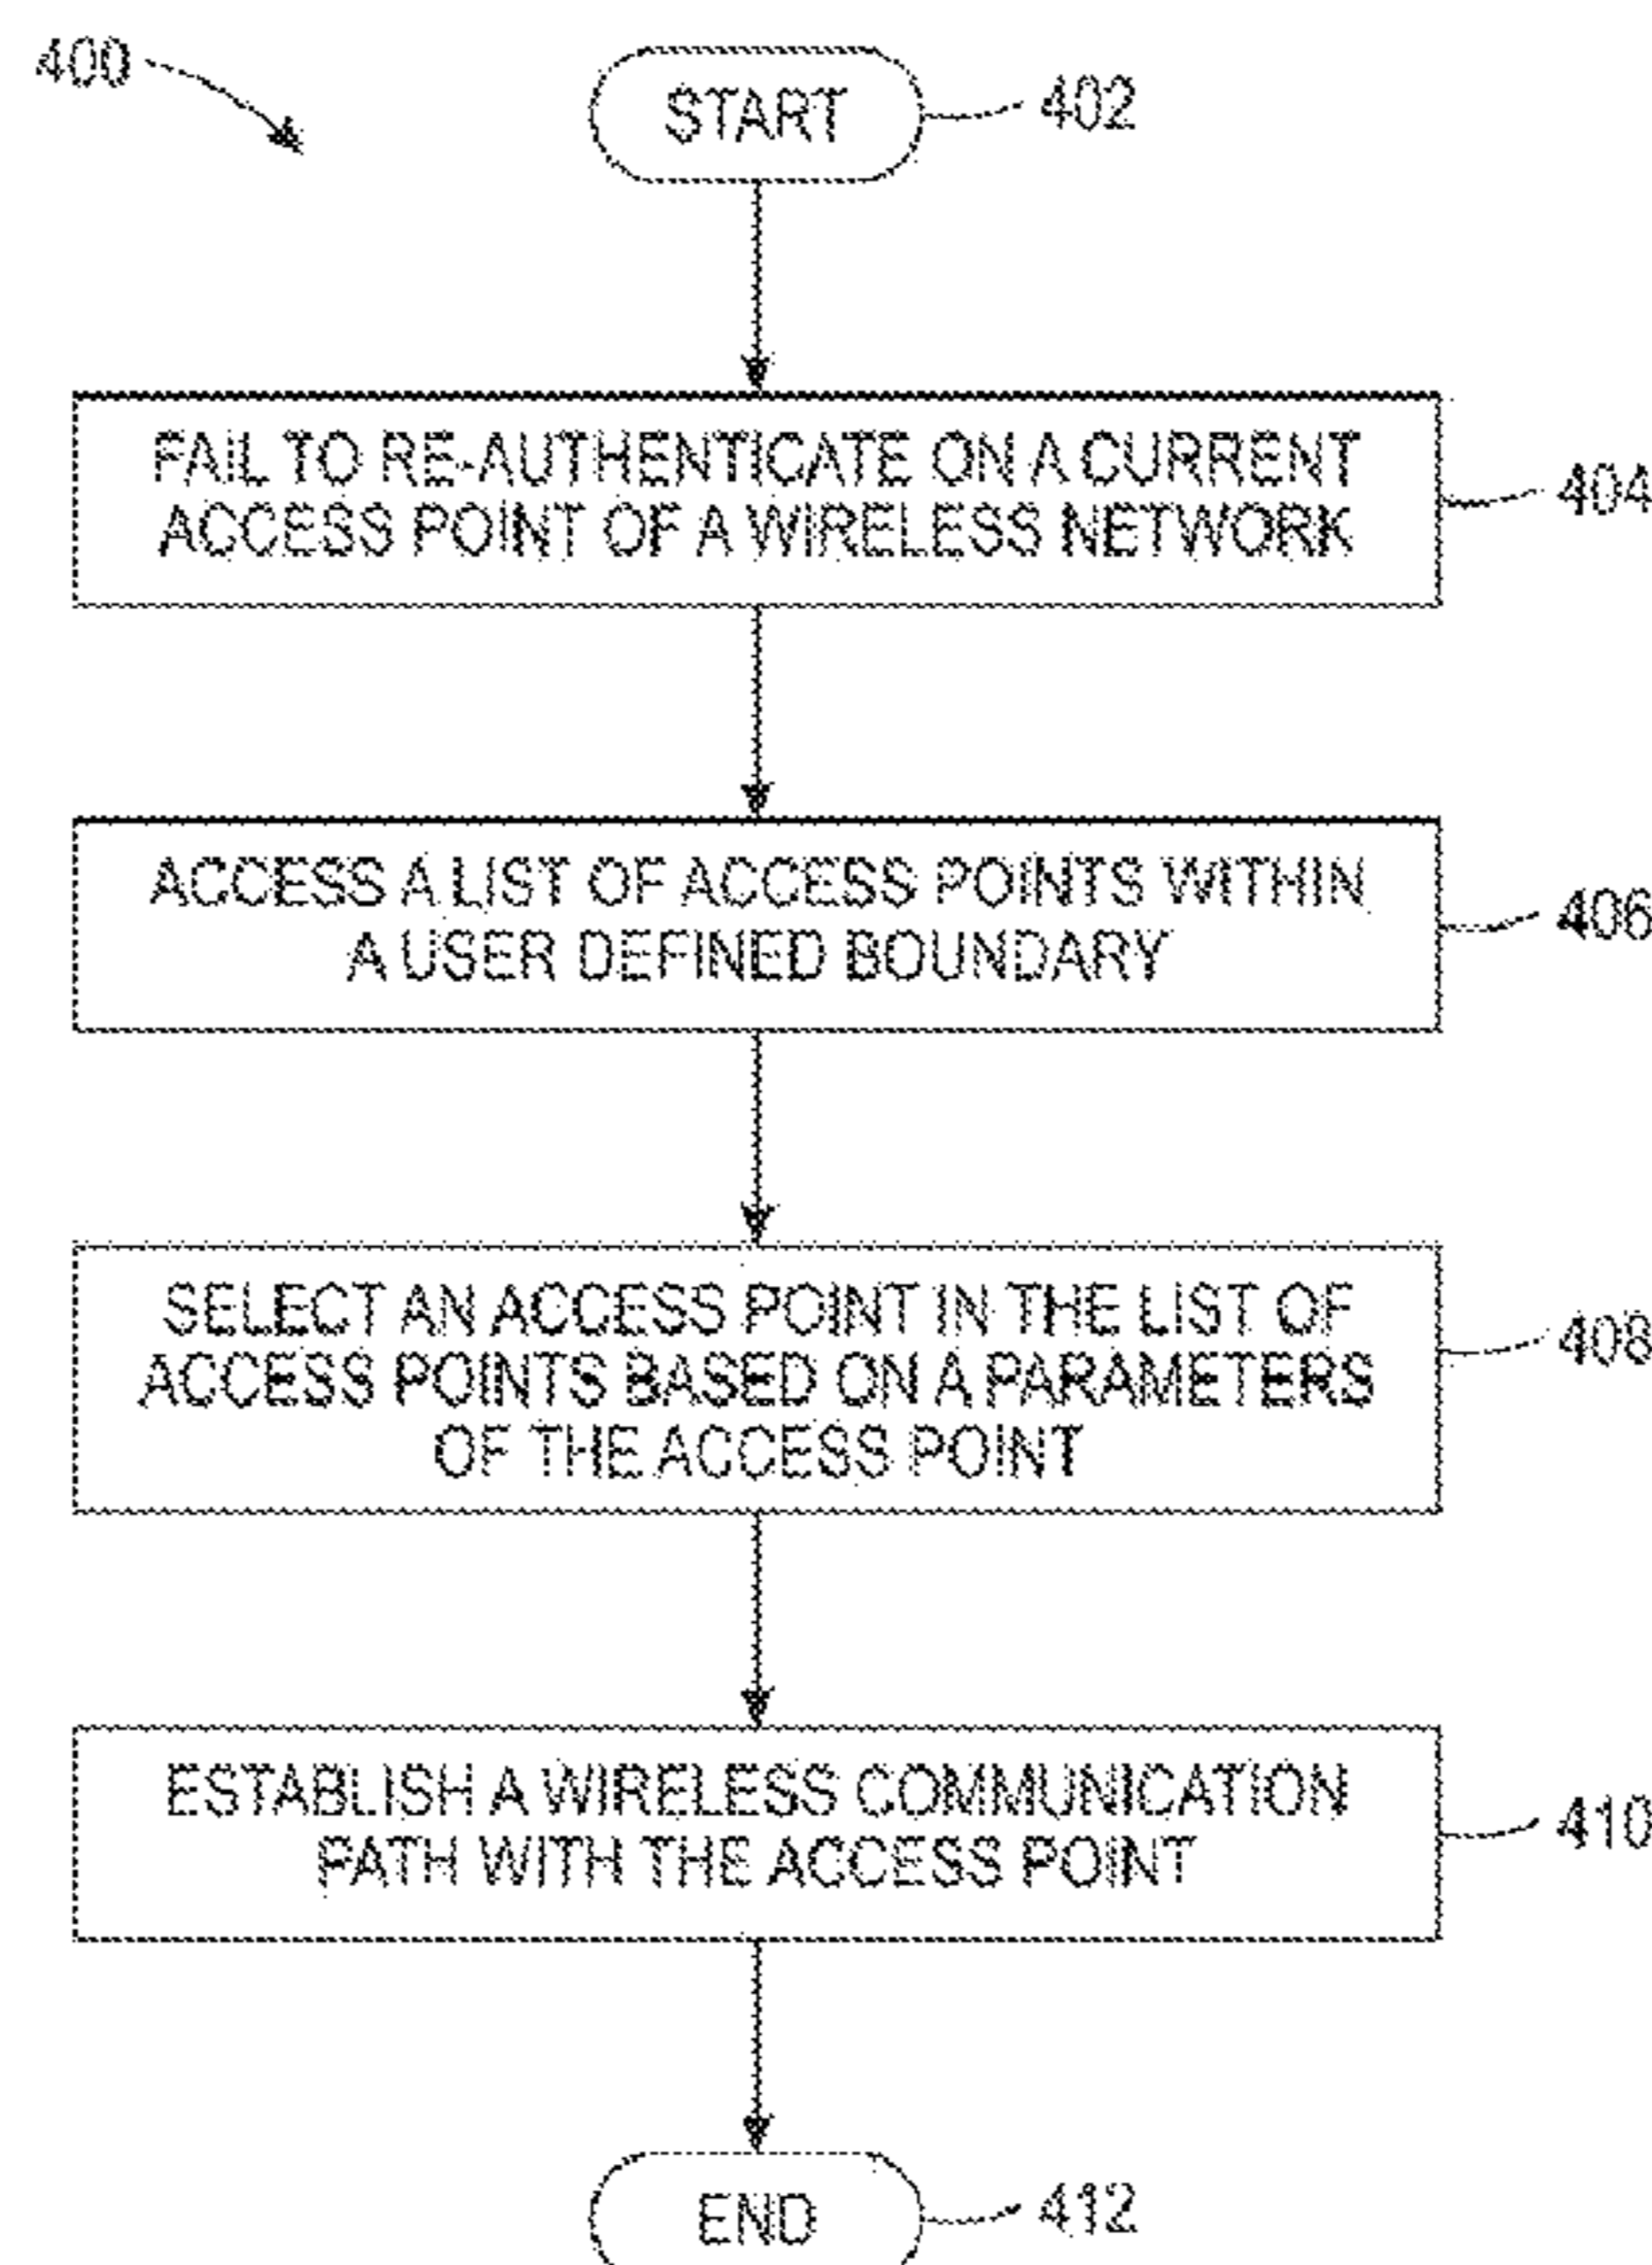 400
START
402
FAIL TO RE-AUTHENTICATE ON A CURRENT
ACCESS POINT OF A WIRELESS NETWORK
404
ACCESS A LIST OF ACCESS POINTS WITHIN
A USER DEFINED BOUNDARY
406
SELECT AN ACCESS POINT IN THE LIST OF
ACCESS POINTS BASED ON A PARAMETERS
OF THE ACCESS POINT
408
ESTABLISH A WIRELESS COMMUNICATION
PATH WITH THE ACCESS POINT
410
END
412